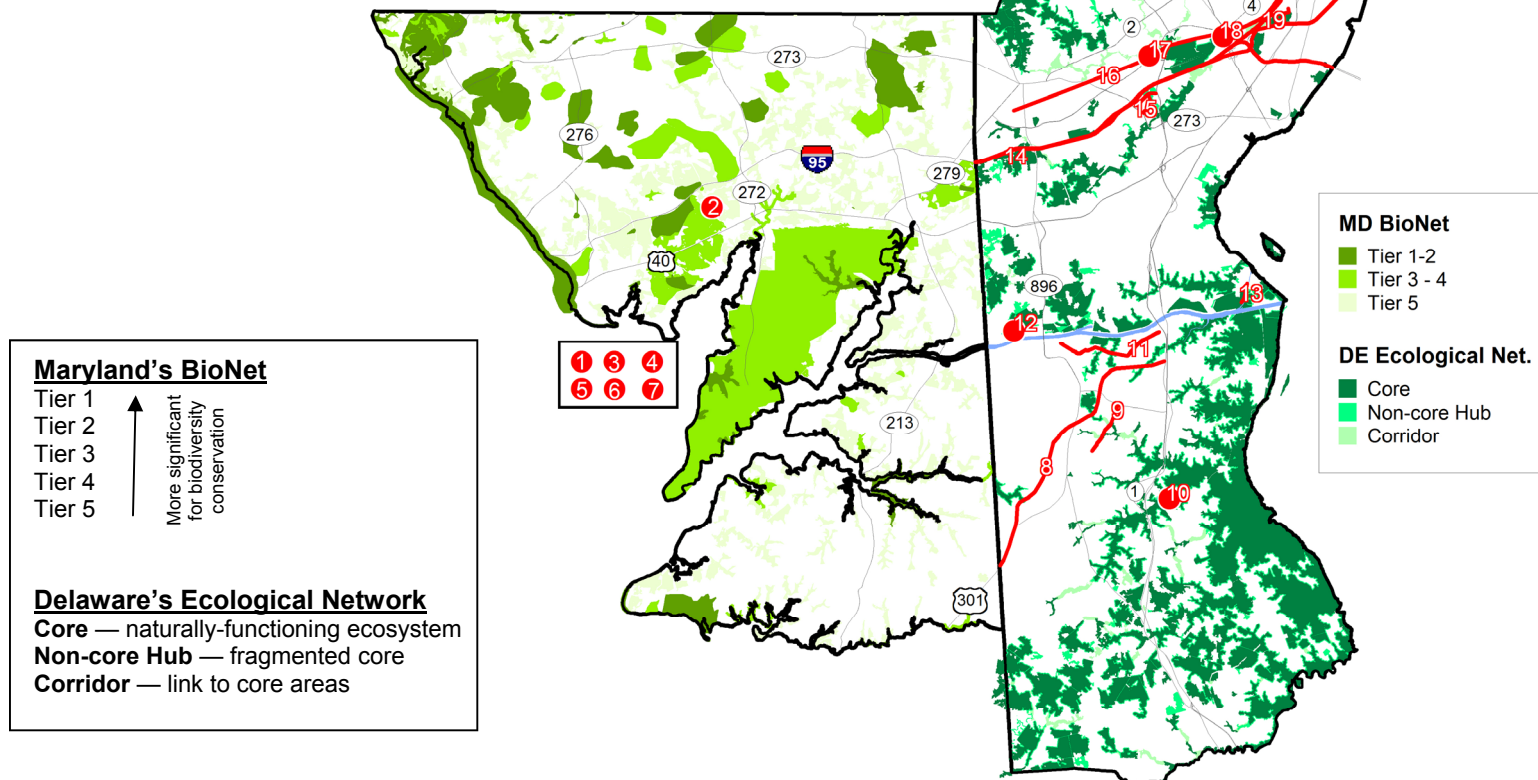 4
2
19
18
17
273
16
15
276
273
95
14
279
272
2
40
MD BioNet
Tier 1-2
Tier 3 - 4
Tier 5
DE Ecological Net.
Core
Non-core Hub
Corridor
896
13
12
11
1 3 4
5 6 7
9
213
8
1
10
301
Maryland's BioNet
Tier 1
Tier 2
Tier 3
Tier 4
Tier 5
More significant
for biodiversity
conservation
Delaware's Ecological Network
Core — naturally-functioning ecosystem
Non-core Hub — fragmented core
Corridor — link to core areas